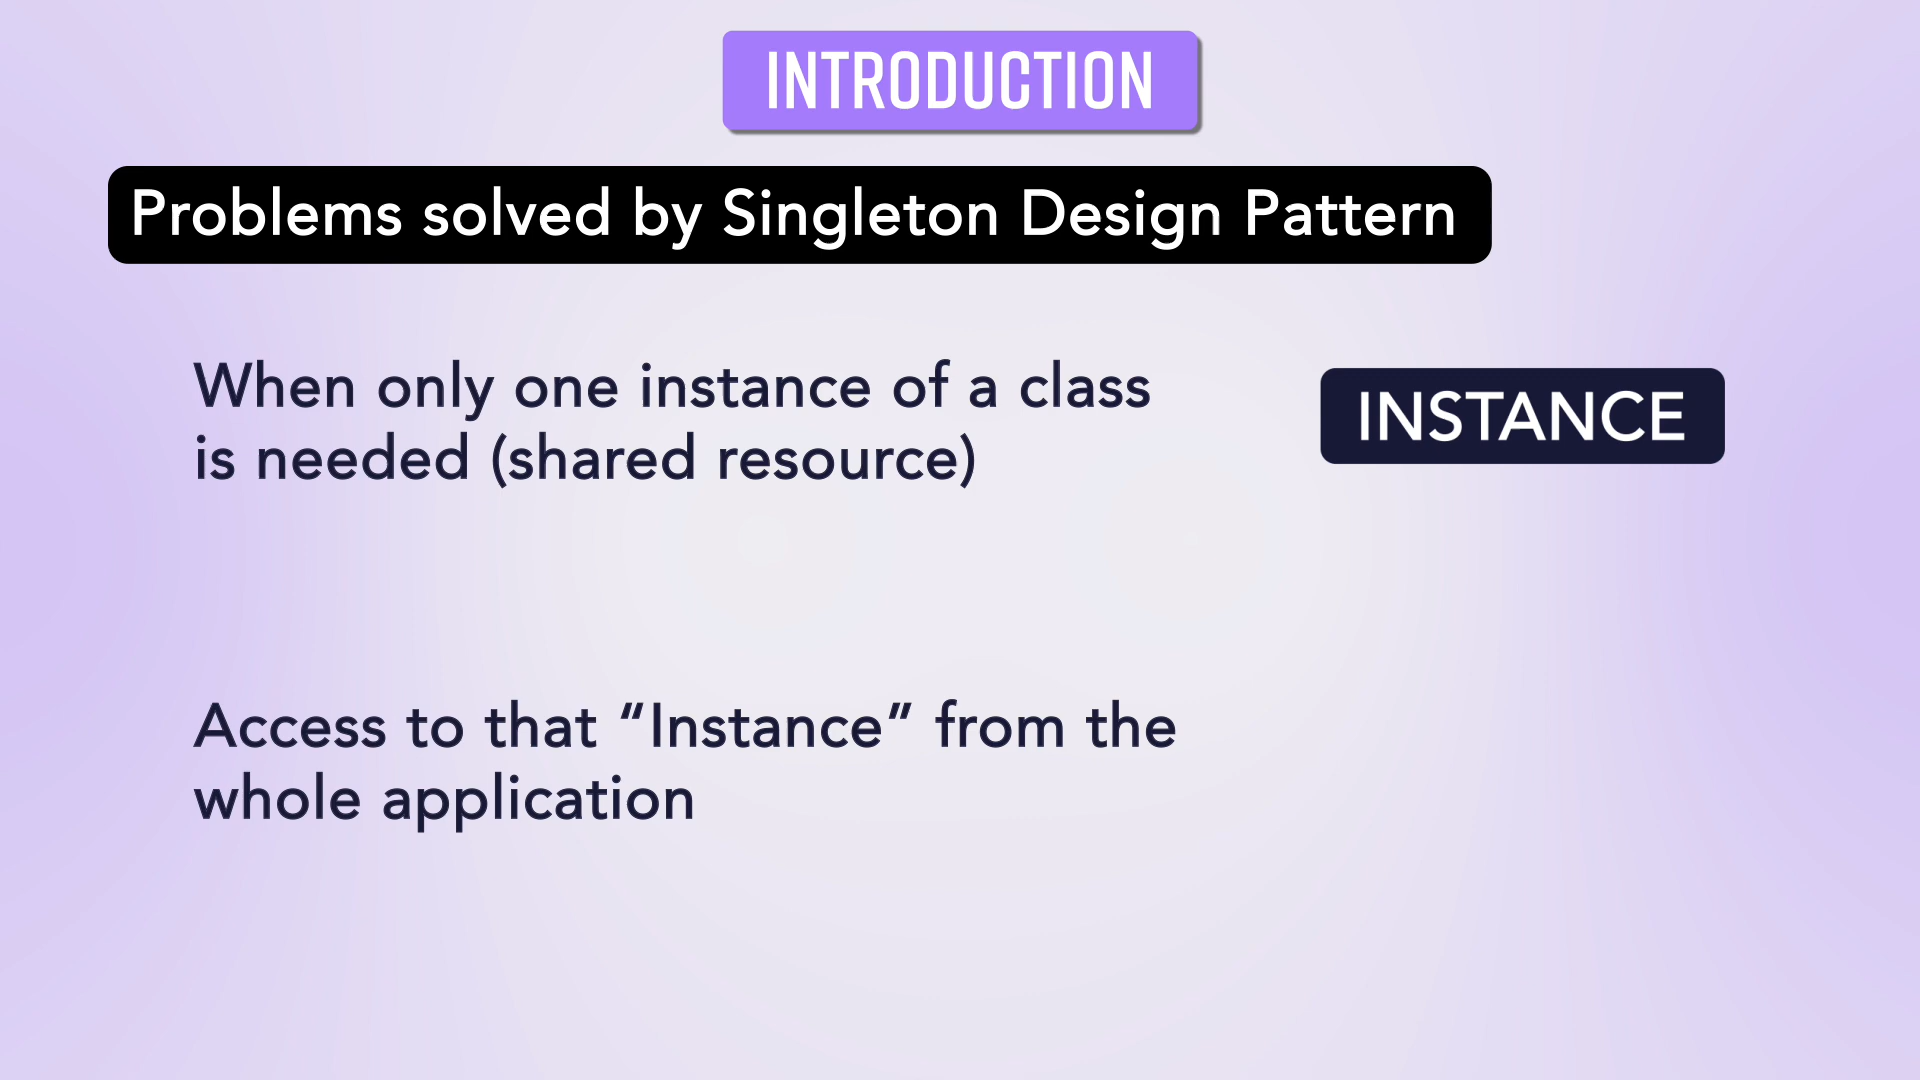 INTRODUCTION
Problems solved by Singleton Design Pattern
When only one instance of a class
is needed (shared resource)
INSTANCE
Access to that “Instance” from the
whole application